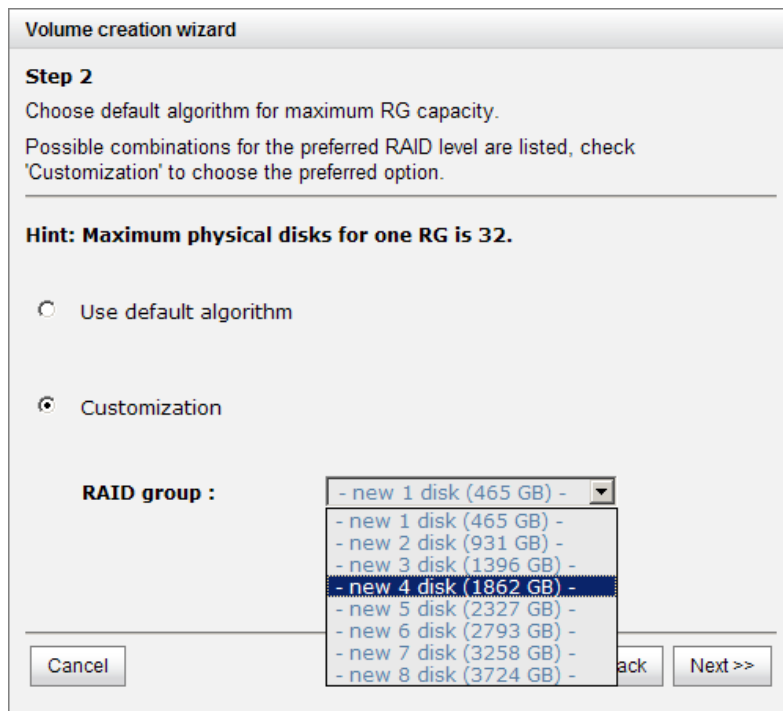 Volume creation wizard
Step 2
Choose default algorithm for maximum RG capacity.
Possible combinations for the preferred RAID level are listed, check
'Customization' to choose the preferred option.
Hint: Maximum physical disks for one RG is 32.
Use default algorithm
Customization
RAID group : - new 1 disk (465 GB) -
- new 1 disk (465 GB) -
- new 2 disk (931 GB) -
- new 3 disk (1396 GB) -
- new 4 disk (1862 GB) -
- new 5 disk (2327 GB) -
- new 6 disk (2793 GB) -
- new 7 disk (3258 GB) -
- new 8 disk (3724 GB) -
Cancel ack Next >>